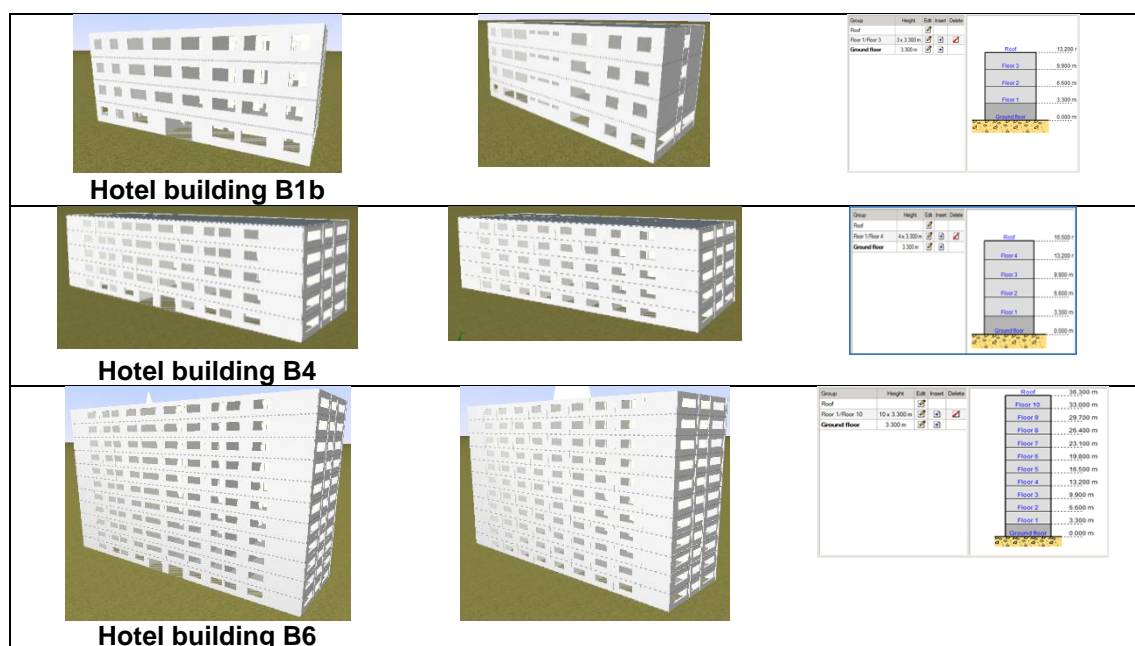 Group Height Edit Insert Delete
Roof
Floor 1/Floor 3 3 x 3.300 m
Ground floor 3.300 m
Roof 13.200 r
Floor 3 9.900 m
Floor 2 6.600 m
Floor 1 3.300 m
Ground floor 0.000 m
Hotel building B1b
Group Height Edit Insert Delete
Roof
Floor 1/Floor 4 4 x 3.300 m
Ground floor 3.300 m
Roof 16.500 r
Floor 4 13.200 r
Floor 3 9.900 m
Floor 2 6.600 m
Floor 1 3.300 m
Ground floor 0.000 m
Hotel building B4
Group Height Edit Insert Delete
Roof
Floor 1/Floor 10 10 x 3.300 m
Ground floor 3.300 m
Roof 36.300 m
Floor 10 33.000 m
Floor 9 29.700 m
Floor 8 26.400 m
Floor 7 23.100 m
Floor 6 19.800 m
Floor 5 16.500 m
Floor 4 13.200 m
Floor 3 9.900 m
Floor 2 6.600 m
Floor 1 3.300 m
Ground floor 0.000 m
Hotel building B6